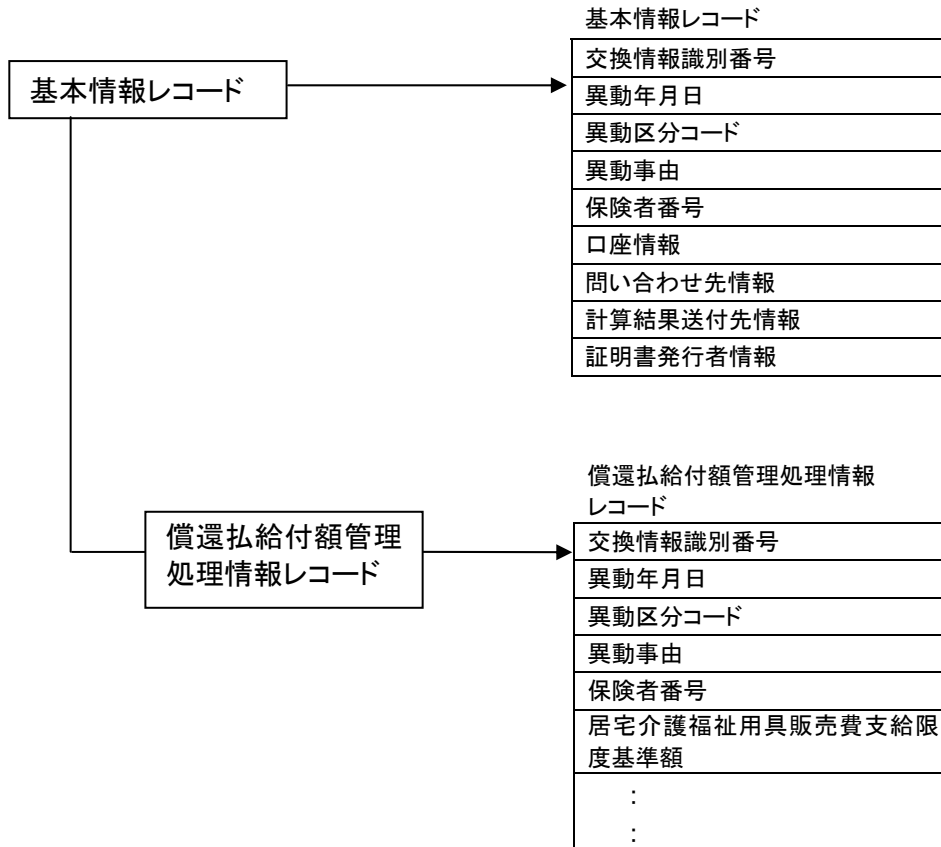 基本情報レコード
基本情報レコード
交換情報識別番号
異動年月日
異動区分コード
異動事由
保険者番号
口座情報
問い合わせ先情報
計算結果送付先情報
証明書発行者情報
償還払給付額管理
処理情報レコード
償還払給付額管理処理情報
レコード
交換情報識別番号
異動年月日
異動区分コード
異動事由
保険者番号
居宅介護福祉用具販売費支給限
度基準額
:
: